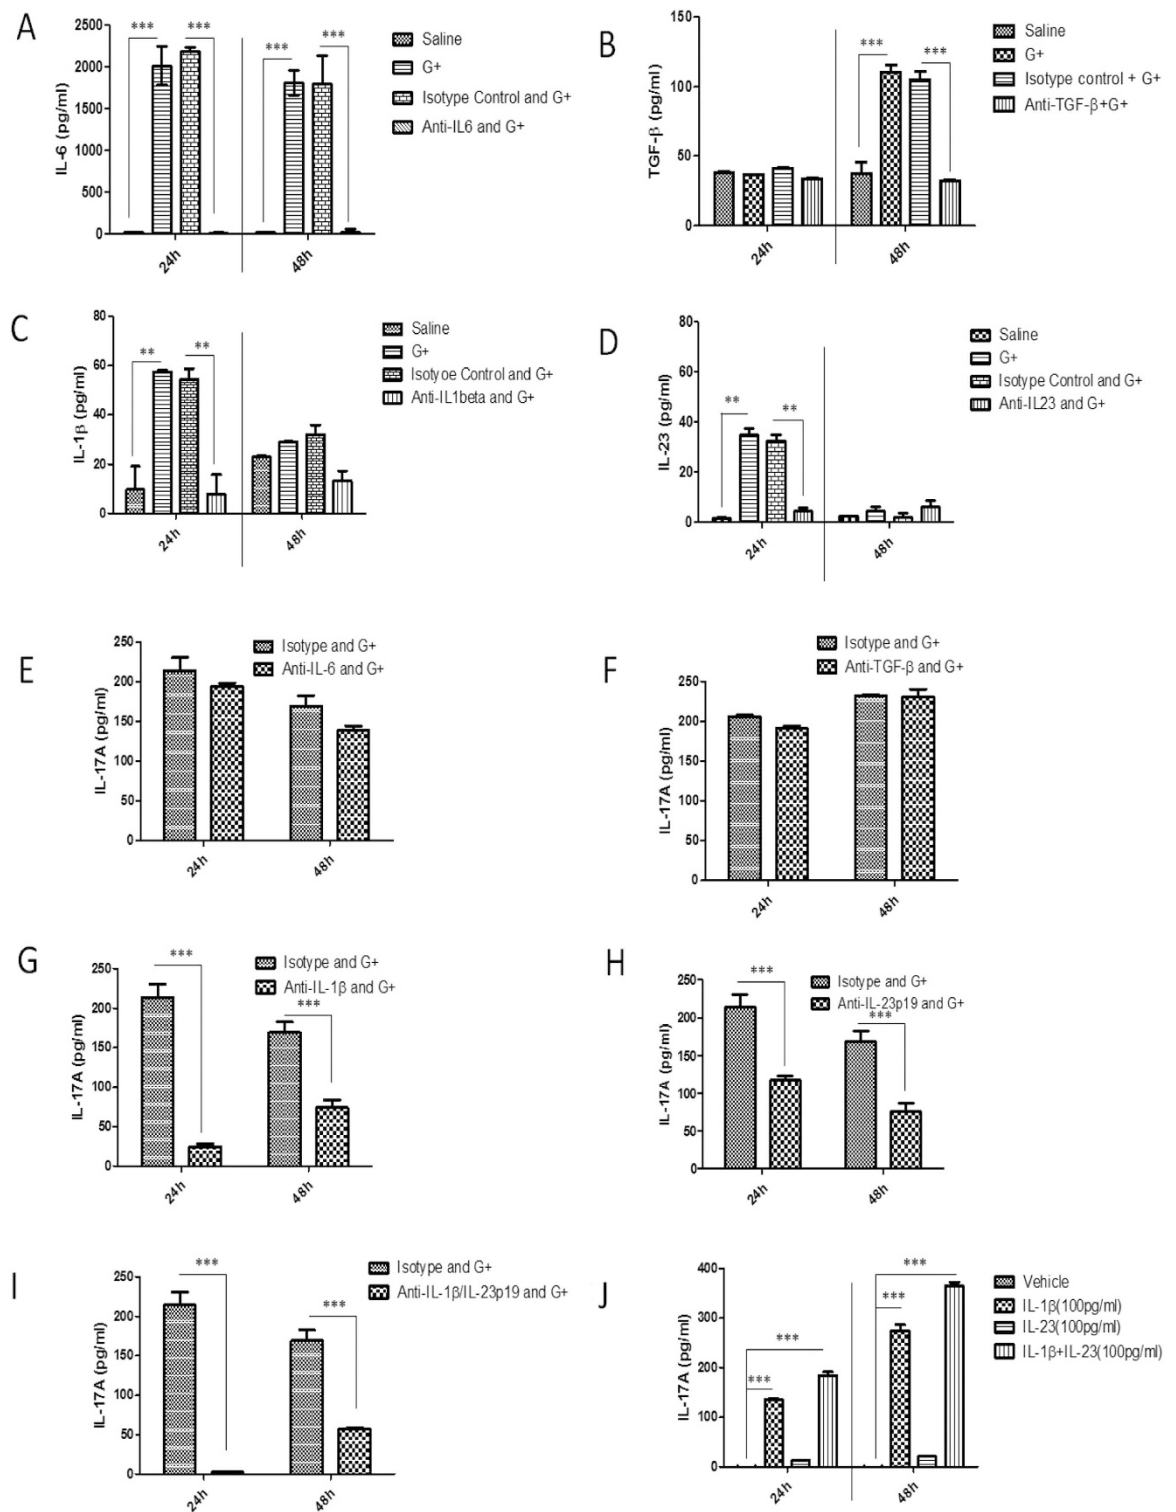 A
IL-6 (pg/ml)
2500
2000
1500
1000
500
0
*** *** *** ***
24h 48h
Saline
G+
Isotype Control and G+
Anti-IL6 and G+
B
TGF-β (pg/ml)
150
100
50
0
*** ***
24h 48h
Saline
G+
Isotype control + G+
Anti-TGF-β+G+
C
IL-1β (pg/ml)
80
60
40
20
0
** **
24h 48h
Saline
G+
Isotyoe Control and G+
Anti-IL1beta and G+
D
IL-23 (pg/ml)
80
60
40
20
0
** **
24h 48h
Saline
G+
Isotype Control and G+
Anti-IL23 and G+
E
IL-17A (pg/ml)
250
200
150
100
50
0
24h 48h
Isotype and G+
Anti-IL-6 and G+
F
IL-17A (pg/ml)
250
200
150
100
50
0
24h 48h
Isotype and G+
Anti-TGF-β and G+
G
IL-17A (pg/ml)
250
200
150
100
50
0
*** ***
24h 48h
Isotype and G+
Anti-IL-1β and G+
H
IL-17A (pg/ml)
250
200
150
100
50
0
*** ***
24h 48h
Isotype and G+
Anti-IL-23p19 and G+
I
IL-17A (pg/ml)
250
200
150
100
50
0
*** ***
24h 48h
Isotype and G+
Anti-IL-1β/IL-23p19 and G+
J
IL-17A (pg/ml)
400
300
200
100
0
*** *** *** ***
24h 48h
Vehicle
IL-1β(100pg/ml)
IL-23(100pg/ml)
IL-1β+IL-23(100pg/ml)